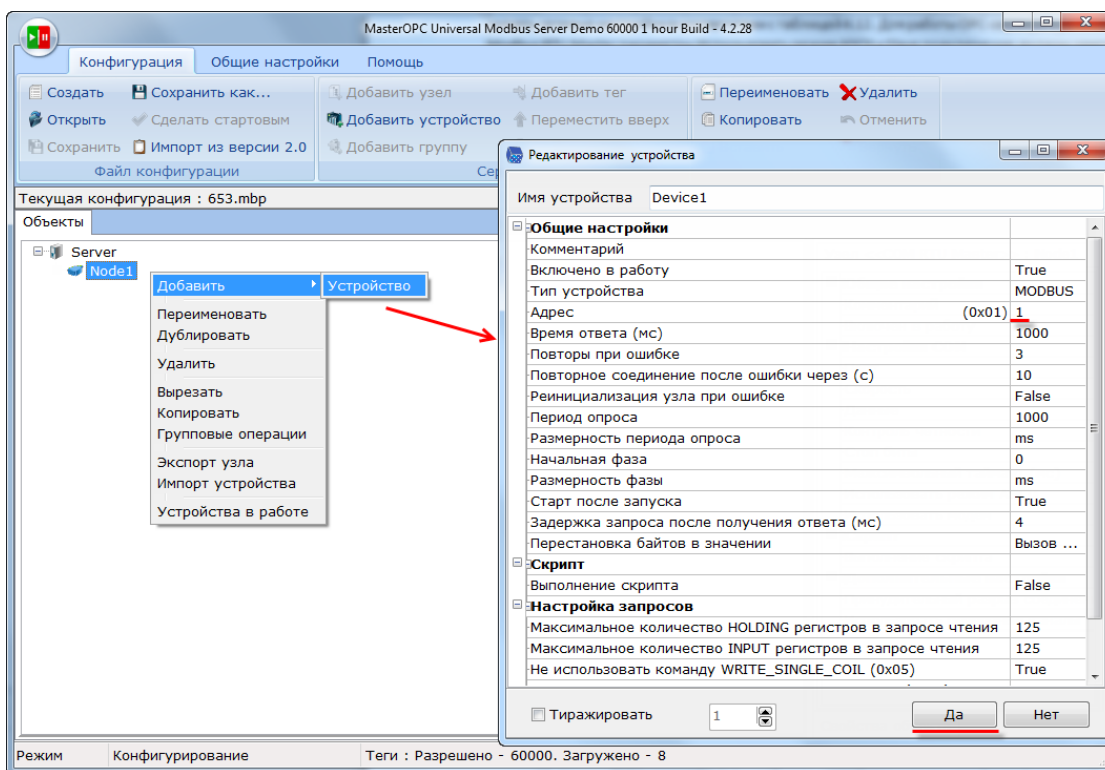 MasterOPC Universal Modbus Server Demo 60000 1 hour Build - 4.2.28
Конфигурация Общие настройки Помощь
Создать Сохранить как... Добавить узел Добавить тег Переименовать Удалить
Открыть Сделать стартовым Добавить устройство Переместить вверх Копировать Отменить
Сохранить Импорт из версии 2.0 Добавить группу
Файл конфигурации
Текущая конфигурация : 653.mbp
Объекты
Server
Node1
Добавить Устройство
Переименовать
Дублировать
Удалить
Вырезать
Копировать
Групповые операции
Экспорт узла
Импорт устройства
Устройства в работе
Редактирование устройства
Имя устройства Device1
Общие настройки
Комментарий
Включено в работу True
Тип устройства MODBUS
Адрес (0x01) 1
Время ответа (мс) 1000
Повторы при ошибке 3
Повторное соединение после ошибки через (с) 10
Реинициализация узла при ошибке False
Период опроса 1000
Размерность периода опроса ms
Начальная фаза 0
Размерность фазы ms
Старт после запуска True
Задержка запроса после получения ответа (мс) 4
Перестановка байтов в значении Вызов ...
Скрипт
Выполнение скрипта False
Настройка запросов
Максимальное количество HOLDING регистров в запросе чтения 125
Максимальное количество INPUT регистров в запросе чтения 125
Не использовать команду WRITE_SINGLE_COIL (0x05) True
Тиражировать 1 Да Нет
Режим Конфигурирование Теги : Разрешено - 60000. Загружено - 8